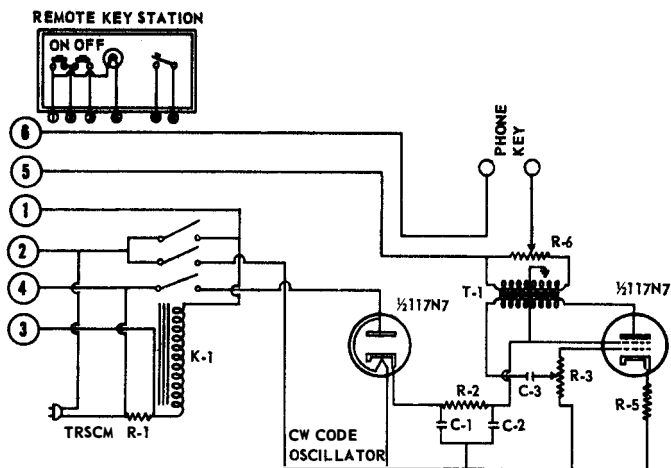 REMOTE KEY STATION
ON OFF
6
5
1
2
4
3
PHONE
KEY
R-6
T-1
½117N7
½117N7
K-1
R-2
C-3
R-3
C-1
C-2
R-5
TRSCM
R-1
CW CODE
OSCILLATOR